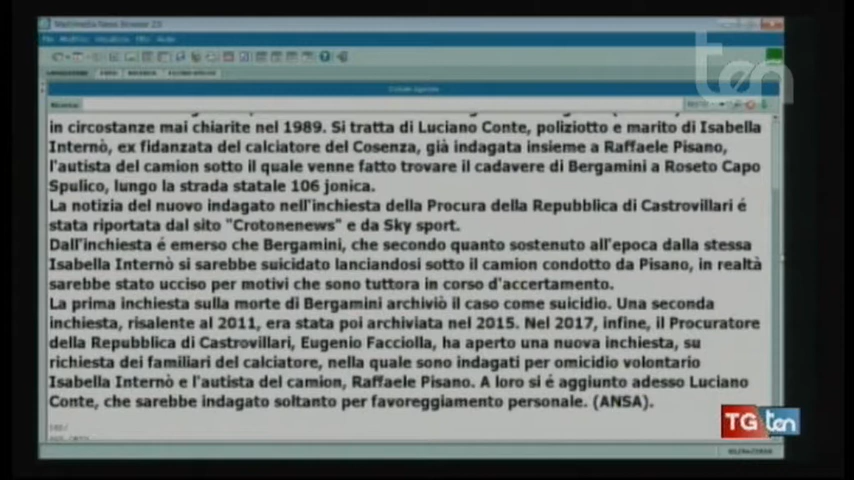 Multimedia News Browser
ten
Ricerca:
in circostanze mai chiarite nel 1989. Si tratta di Luciano Conte, poliziotto e marito di Isabella
Internò, ex fidanzata del calciatore del Cosenza, già indagata insieme a Raffaele Pisano,
l'autista del camion sotto il quale venne fatto trovare il cadavere di Bergamini a Roseto Capo
Spulico, lungo la strada statale 106 jonica.
La notizia del nuovo indagato nell'inchiesta della Procura della Repubblica di Castrovillari é
stata riportata dal sito "Crotonenews" e da Sky sport.
Dall'inchiesta é emerso che Bergamini, che secondo quanto sostenuto all'epoca dalla stessa
Isabella Internò si sarebbe suicidato lanciandosi sotto il camion condotto da Pisano, in realtà
sarebbe stato ucciso per motivi che sono tuttora in corso d'accertamento.
La prima inchiesta sulla morte di Bergamini archiviò il caso come suicidio. Una seconda
inchiesta, risalente al 2011, era stata poi archiviata nel 2015. Nel 2017, infine, il Procuratore
della Repubblica di Castrovillari, Eugenio Facciolla, ha aperto una nuova inchiesta, su
richiesta dei familiari del calciatore, nella quale sono indagati per omicidio volontario
Isabella Internò e l'autista del camion, Raffaele Pisano. A loro si é aggiunto adesso Luciano
Conte, che sarebbe indagato soltanto per favoreggiamento personale. (ANSA).
TG ten